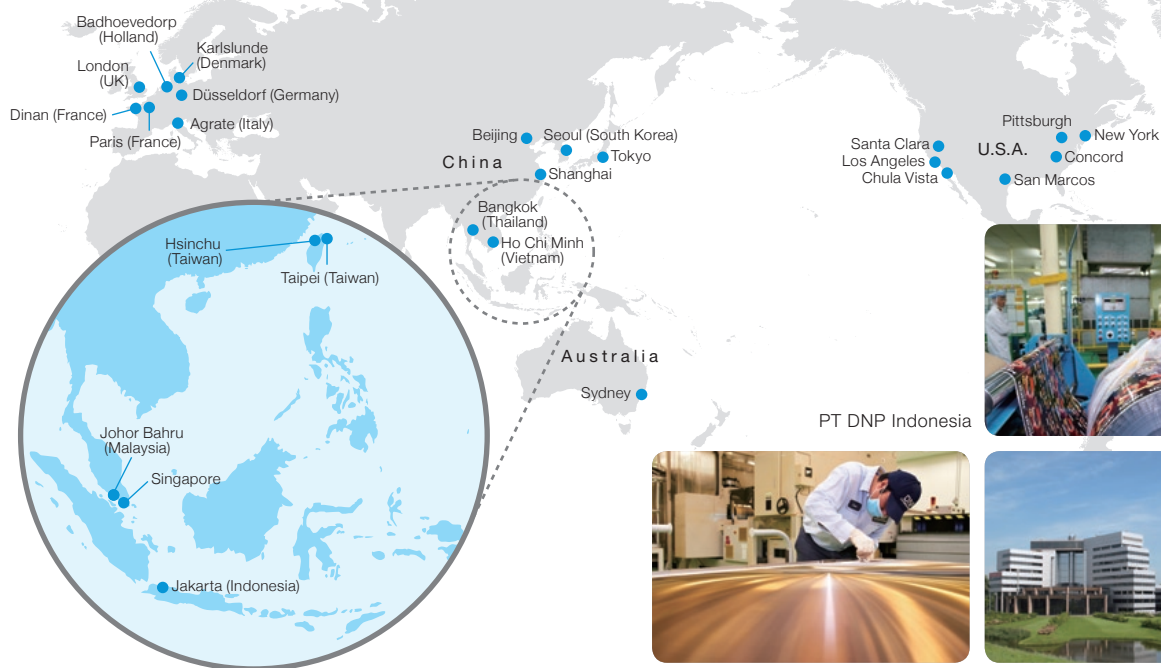 Badhoevedorp
(Holland)
Karlslunde
(Denmark)
London
(UK)
Düsseldorf (Germany)
Dinan (France)
Agrate (Italy)
Paris (France)
Beijing
Seoul (South Korea)
Tokyo
China
Shanghai
Bangkok
(Thailand)
Ho Chi Minh
(Vietnam)
Pittsburgh
New York
Santa Clara
U.S.A.
Los Angeles
Concord
Chula Vista
San Marcos
Hsinchu
(Taiwan)
Taipei (Taiwan)
Australia
Sydney
Johor Bahru
(Malaysia)
Singapore
Jakarta (Indonesia)
PT DNP Indonesia